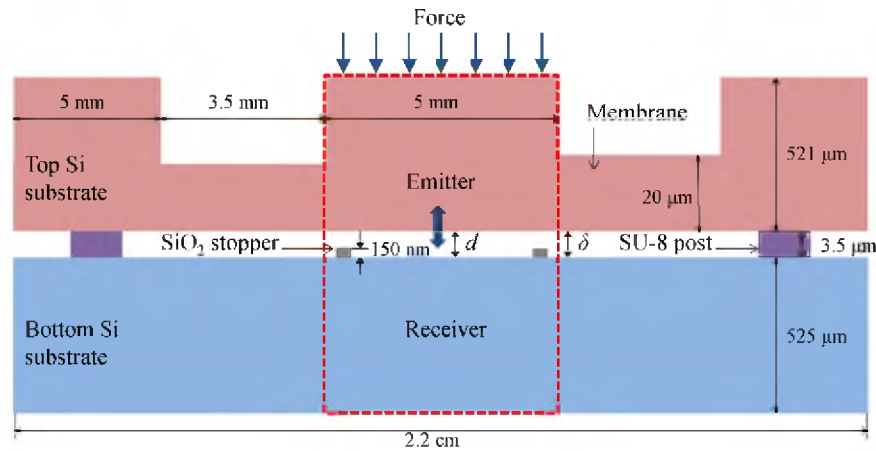 Force
5 mm
3.5 mm
5 mm
Membrane
521 μm
Top Si
substrate
Emitter
20 μm
SiO₂ stopper
150 nm
d
δ
SU-8 post
3.5 μm
Bottom Si
substrate
Receiver
525 μm
2.2 cm